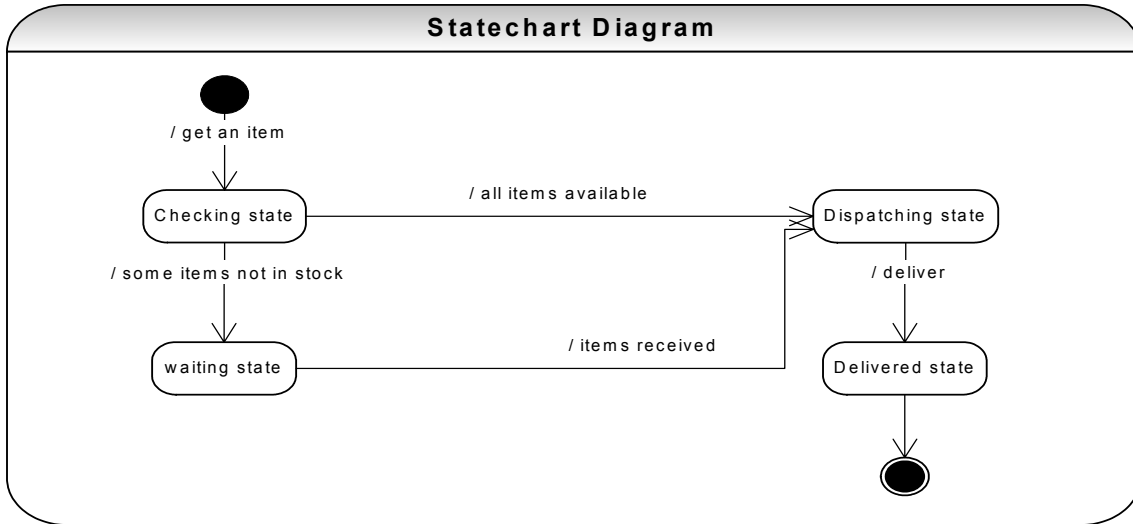 Statechart Diagram
/ get an item
/ all items available
Checking state
Dispatching state
/ some items not in stock
/ deliver
/ items received
waiting state
Delivered state